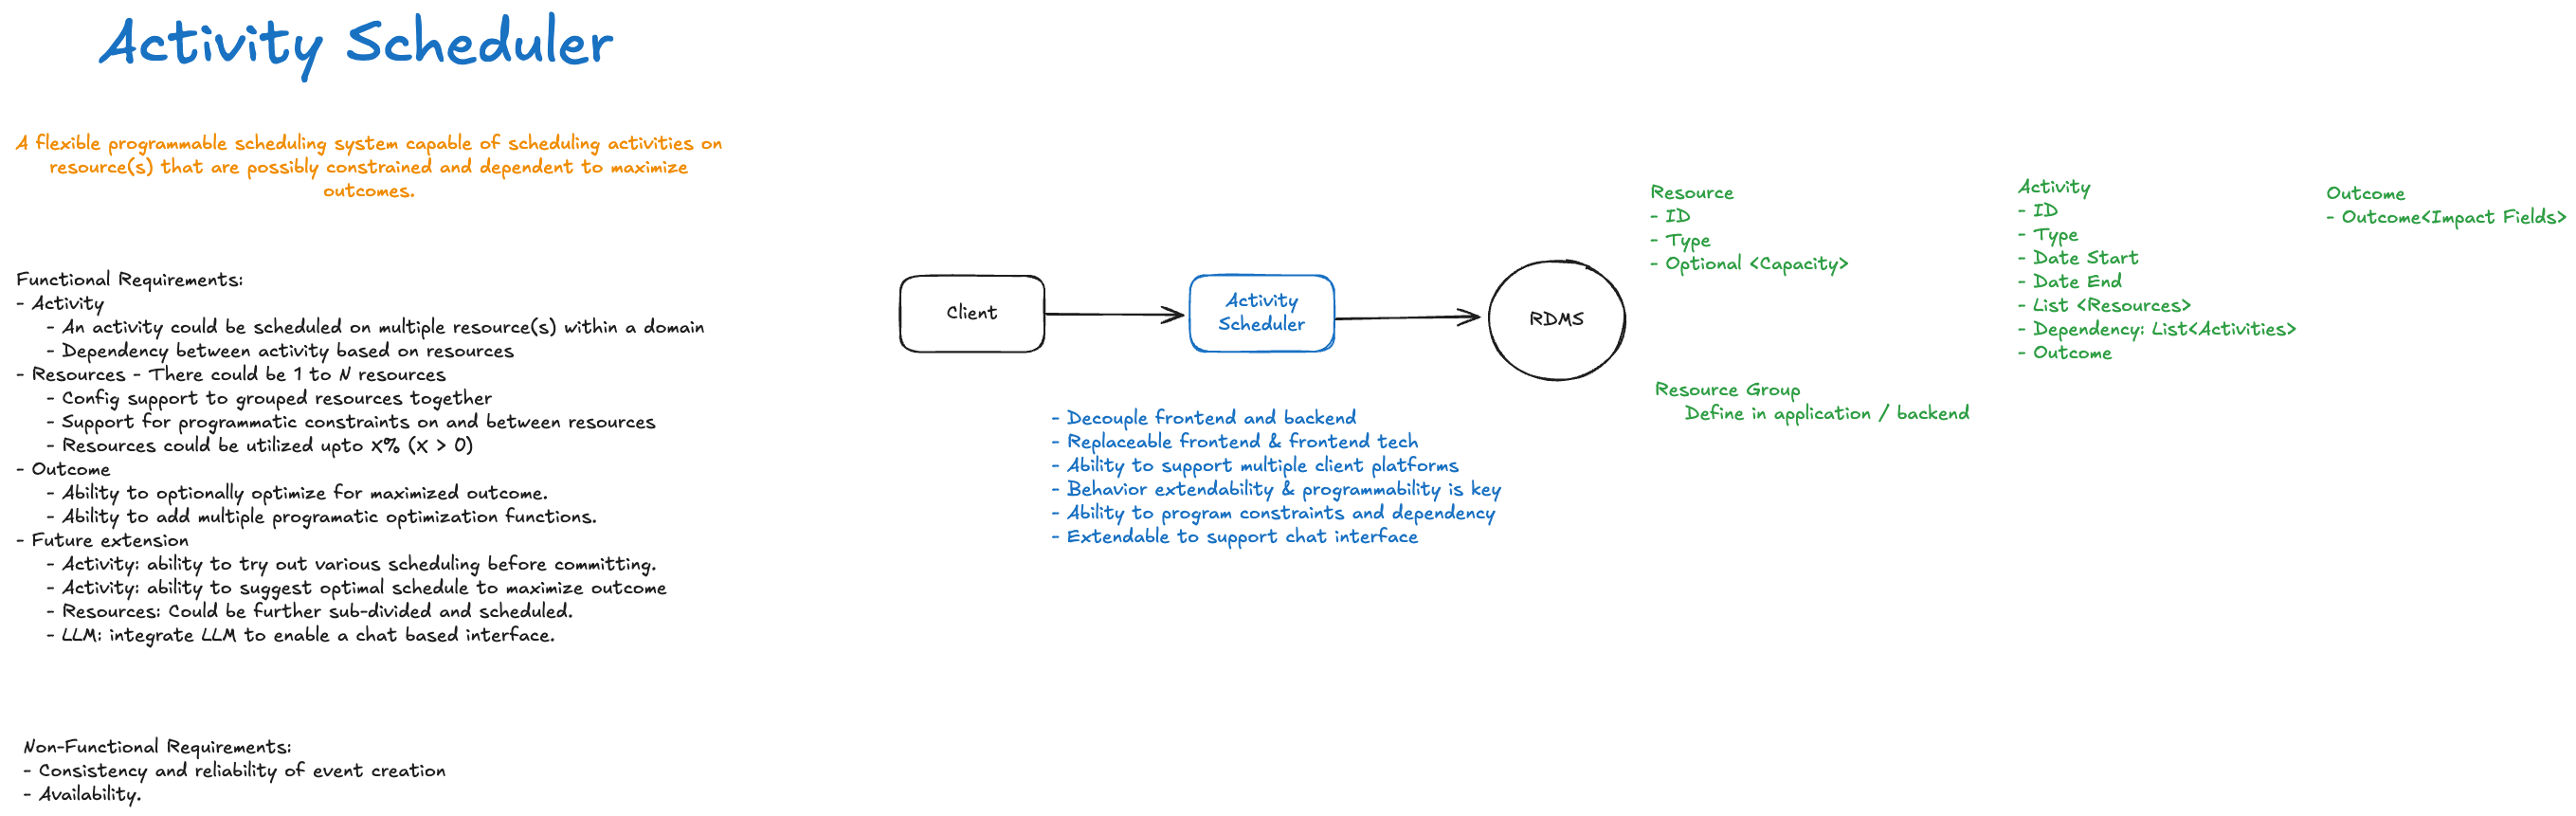 Activity Scheduler
A flexible programmable scheduling system capable of scheduling activities on
resource(s) that are possibly constrained and dependent to maximize
outcomes.
Functional Requirements:
- Activity
- An activity could be scheduled on multiple resource(s) within a domain
- Dependency between activity based on resources
- Resources - There could be 1 to N resources
- Config support to grouped resources together
- Support for programmatic constraints on and between resources
- Resources could be utilized upto X% (X > 0)
- Outcome
- Ability to optionally optimize for maximized outcome.
- Ability to add multiple programatic optimization functions.
- Future extension
- Activity: ability to try out various scheduling before committing.
- Activity: ability to suggest optimal schedule to maximize outcome
- Resources: Could be further sub-divided and scheduled.
- LLM: integrate LLM to enable a chat based interface.
Non-Functional Requirements:
- Consistency and reliability of event creation
- Availability.
Client
Activity
Scheduler
RDMS
- Decouple frontend and backend
- Replaceable frontend & frontend tech
- Ability to support multiple client platforms
- Behavior extendability & programmability is key
- Ability to program constraints and dependency
- Extendable to support chat interface
Resource
- ID
- Type
- Optional <Capacity>
Resource Group
Define in application / backend
Activity
- ID
- Type
- Date Start
- Date End
- List <Resources>
- Dependency: List<Activities>
- Outcome
Outcome
- Outcome<Impact Fields>